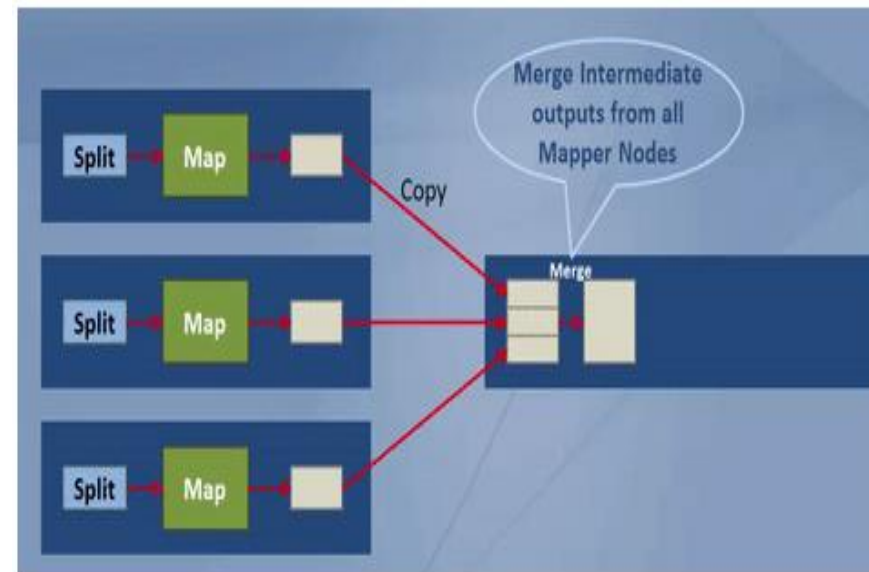 Merge Intermediate
outputs from all
Mapper Nodes
Split
Map
Copy
Merge
Split
Map
Split
Map